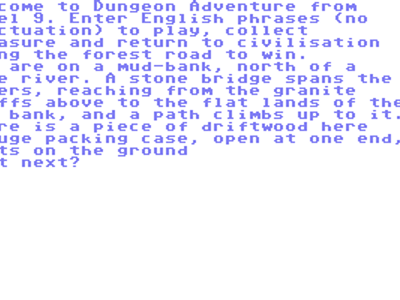 come to Dungeon Adventure from
el 9. Enter English phrases (no
ctuation) to play, collect
asure and return to civilisation
ng the forest road to win.
are on a mud-bank, north of a
e river. A stone bridge spans the
ers, reaching from the granite
ffs above to the flat lands of the
bank, and a path climbs up to it.
re is a piece of driftwood here
uge packing case, open at one end,
ts on the ground
t next?